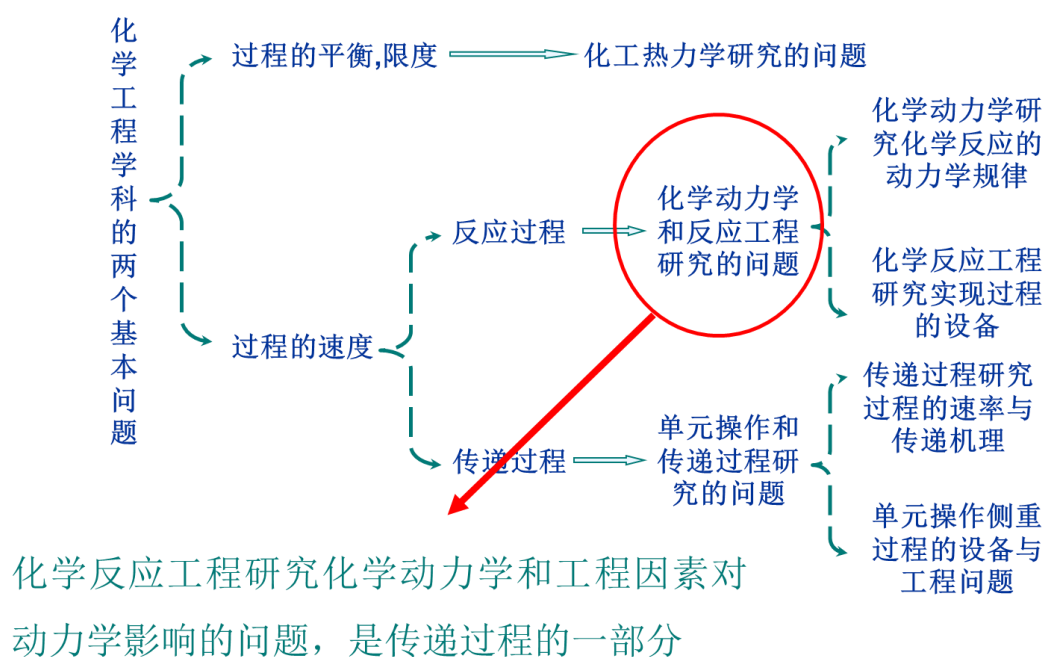 化学工程学科的两个基本问题
过程的平衡,限度
化工热力学研究的问题
过程的速度
反应过程
化学动力学
和反应工程
研究的问题
化学动力学研
究化学反应的
动力学规律
化学反应工程
研究实现过程
的设备
传递过程
单元操作和
传递过程研
究的问题
传递过程研究
过程的速率与
传递机理
单元操作侧重
过程的设备与
工程问题
化学反应工程研究化学动力学和工程因素对
动力学影响的问题，是传递过程的一部分